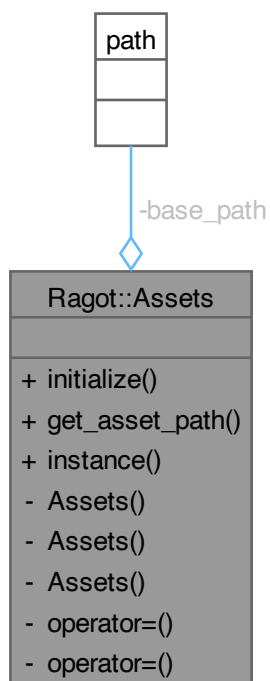 path
-base_path
Ragot::Assets
+ initialize()
+ get_asset_path()
+ instance()
- Assets()
- Assets()
- Assets()
- operator=()
- operator=()